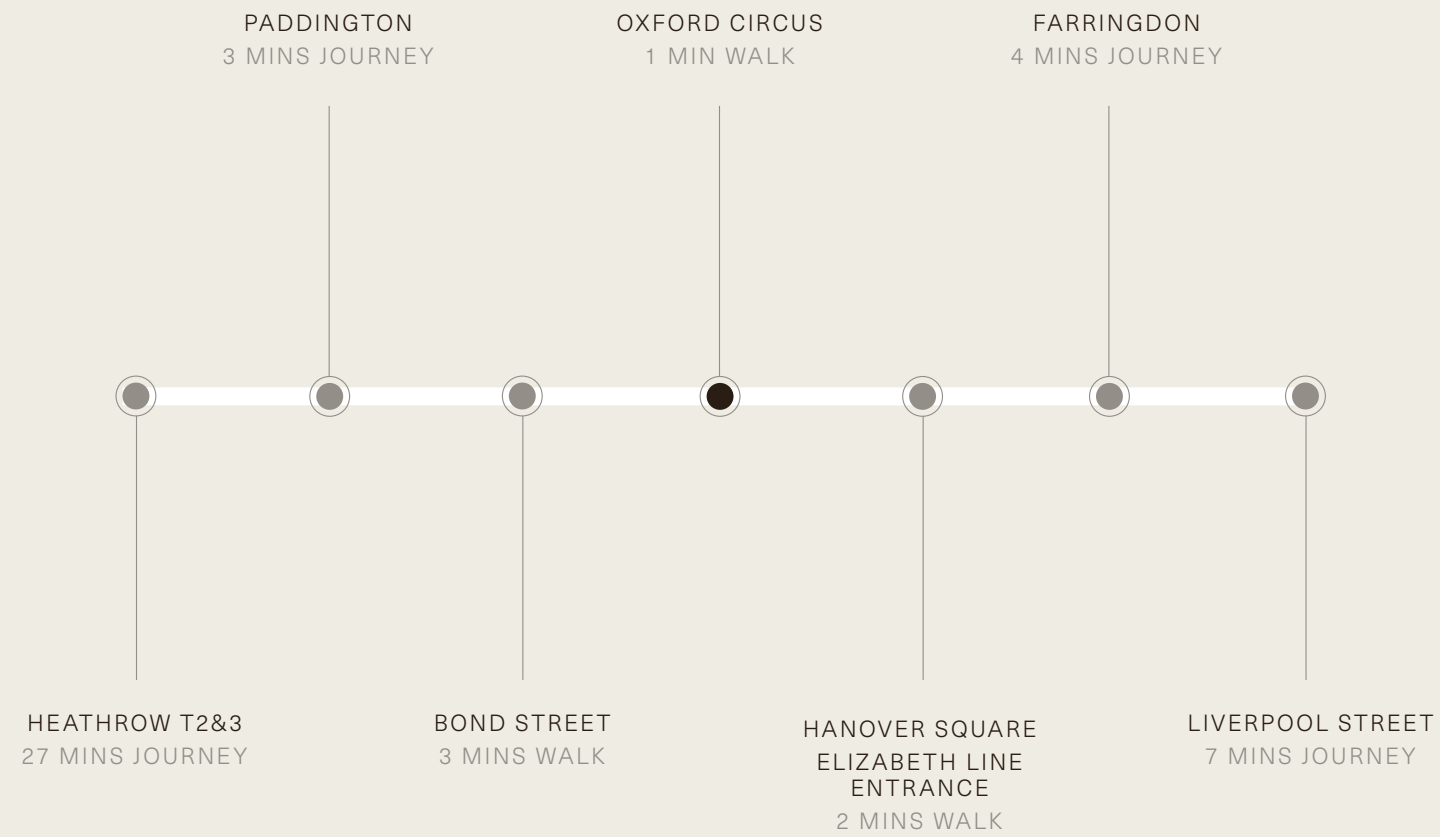 PADDINGTON
3 MINS JOURNEY
OXFORD CIRCUS
1 MIN WALK
FARRINGDON
4 MINS JOURNEY
HEATHROW T2&3
27 MINS JOURNEY
BOND STREET
3 MINS WALK
HANOVER SQUARE
ELIZABETH LINE
ENTRANCE
2 MINS WALK
LIVERPOOL STREET
7 MINS JOURNEY